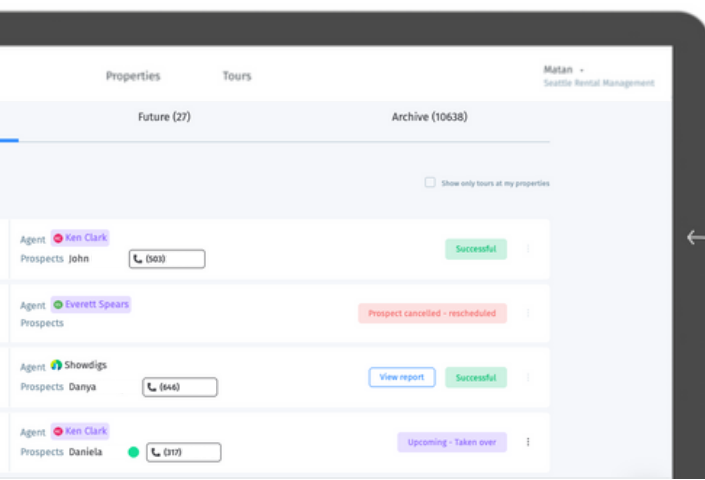 Properties Tours Matan
Seattle Rental Management
Future (27) Archive (10638)
Show only tours at my properties
Agent Ken Clark
Successful
Prospects John (503)
Agent Everett Spears
Prospect cancelled - rescheduled
Prospects
Agent Showdigs
View report Successful
Prospects Danya (646)
Agent Ken Clark
Upcoming - Taken over
Prospects Daniela (317)